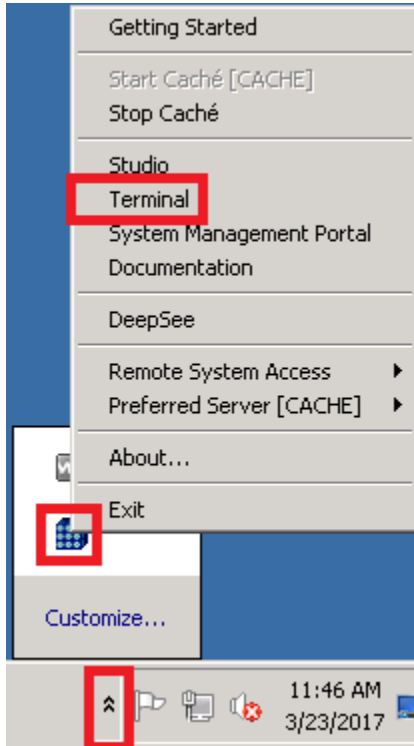 Getting Started
Start Caché [CACHE]
Stop Caché
Studio
Terminal
System Management Portal
Documentation
DeepSee
Remote System Access
Preferred Server [CACHE]
About...
Exit
Customize...
11:46 AM
3/23/2017